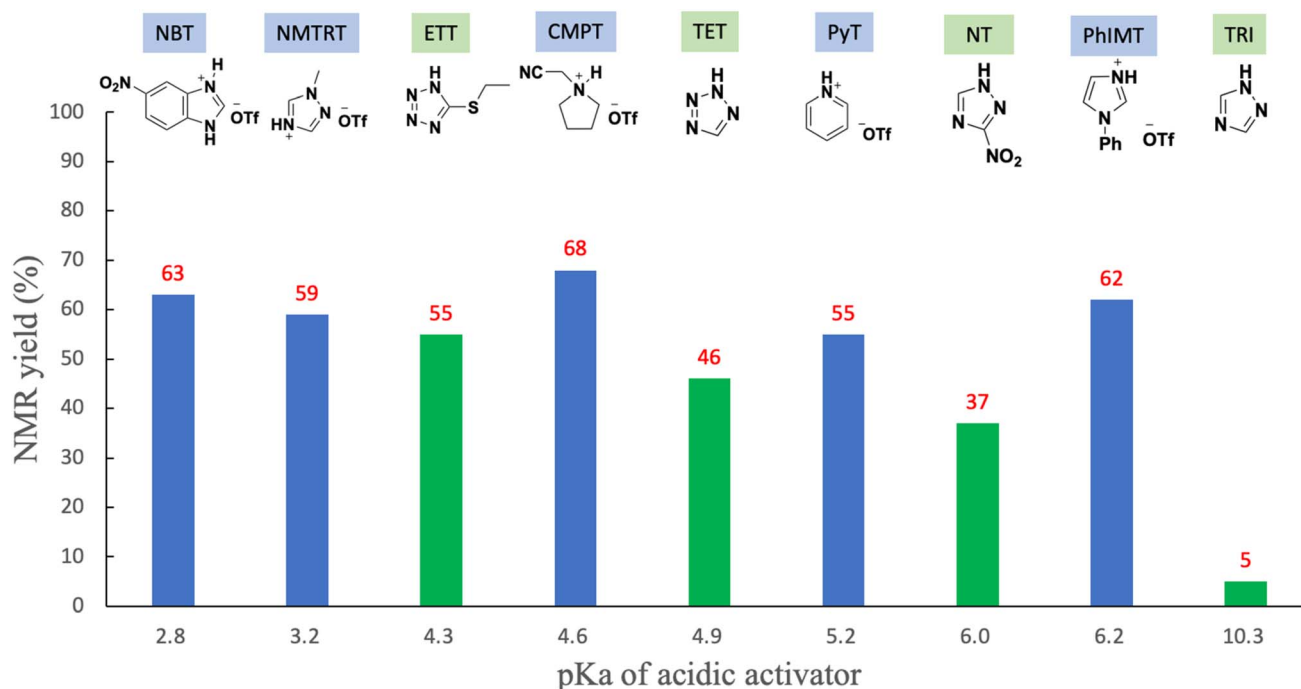 NBT NMTRT ETT CMPT TET PyT NT PhIMT TRI
O2N H N + N H −OTf
N N HN + −OTf
H N N N N S
NC H N + −OTf
H N N N N
H N + −OTf
H N N N NO2
+ NH N Ph −OTf
H N N N
NMR yield (%)
100
90
80
70
60
50
40
30
20
10
0
63 59 55 68 46 55 37 62 5
2.8 3.2 4.3 4.6 4.9 5.2 6.0 6.2 10.3
pKa of acidic activator